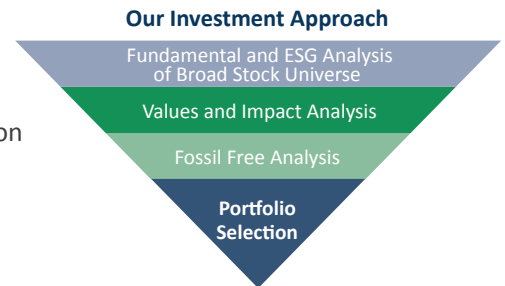 Our Investment Approach
Fundamental and ESG Analysis
of Broad Stock Universe
Values and Impact Analysis
on
Fossil Free Analysis
Portfolio
Selection